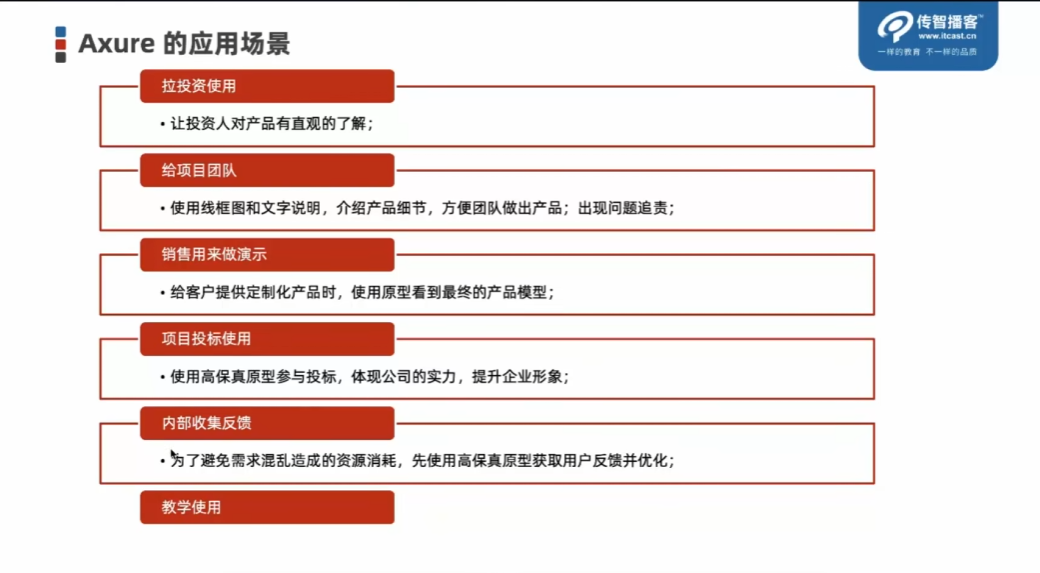 Axure 的应用场景
传智播客™
www.itcast.cn
一样的教育 不一样的品质
拉投资使用
• 让投资人对产品有直观的了解；
给项目团队
• 使用线框图和文字说明，介绍产品细节，方便团队做出产品；出现问题追责；
销售用来做演示
• 给客户提供定制化产品时，使用原型看到最终的产品模型；
项目投标使用
• 使用高保真原型参与投标，体现公司的实力，提升企业形象；
内部收集反馈
• 为了避免需求混乱造成的资源消耗，先使用高保真原型获取用户反馈并优化；
教学使用